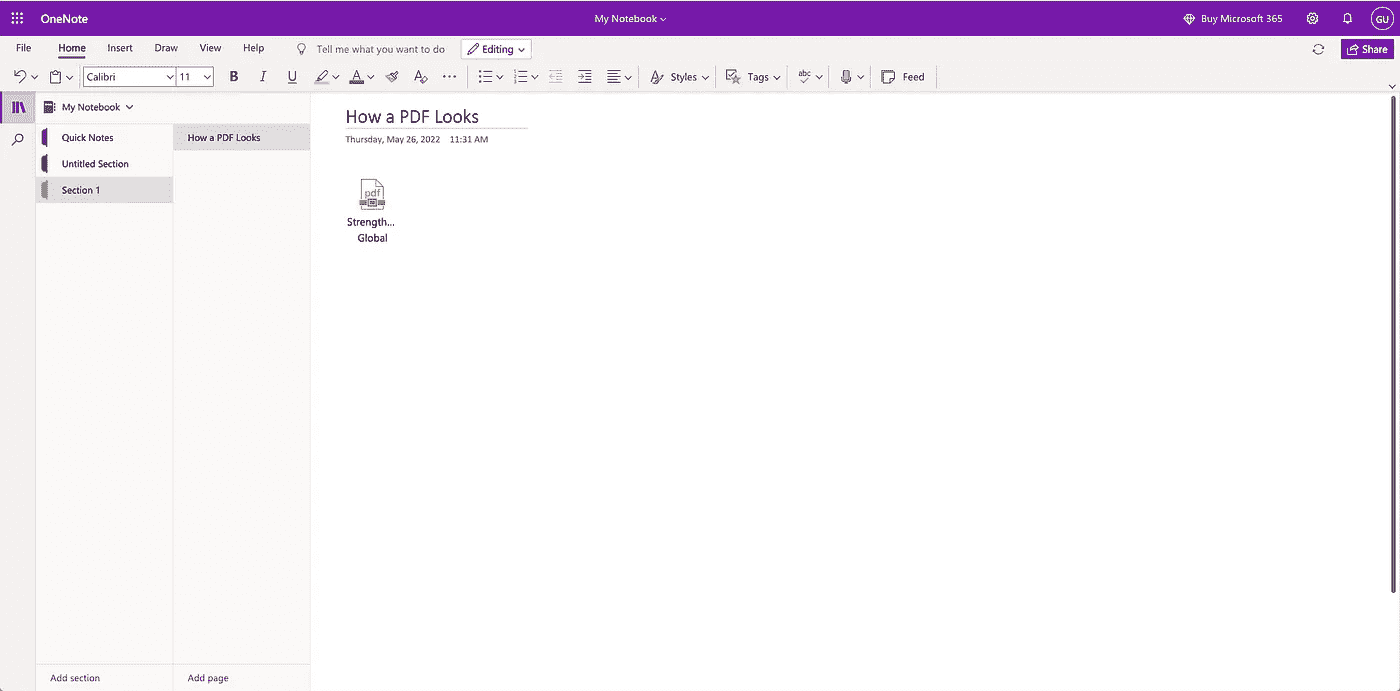 OneNote
My Notebook
Buy Microsoft 365
GU
File Home Insert Draw View Help Tell me what you want to do Editing Share
Calibri 11 B I U Styles Tags abc Feed
My Notebook
Quick Notes
Untitled Section
Section 1
How a PDF Looks
How a PDF Looks
Thursday, May 26, 2022 11:31 AM
pdf
Strength...
Global
Add section
Add page